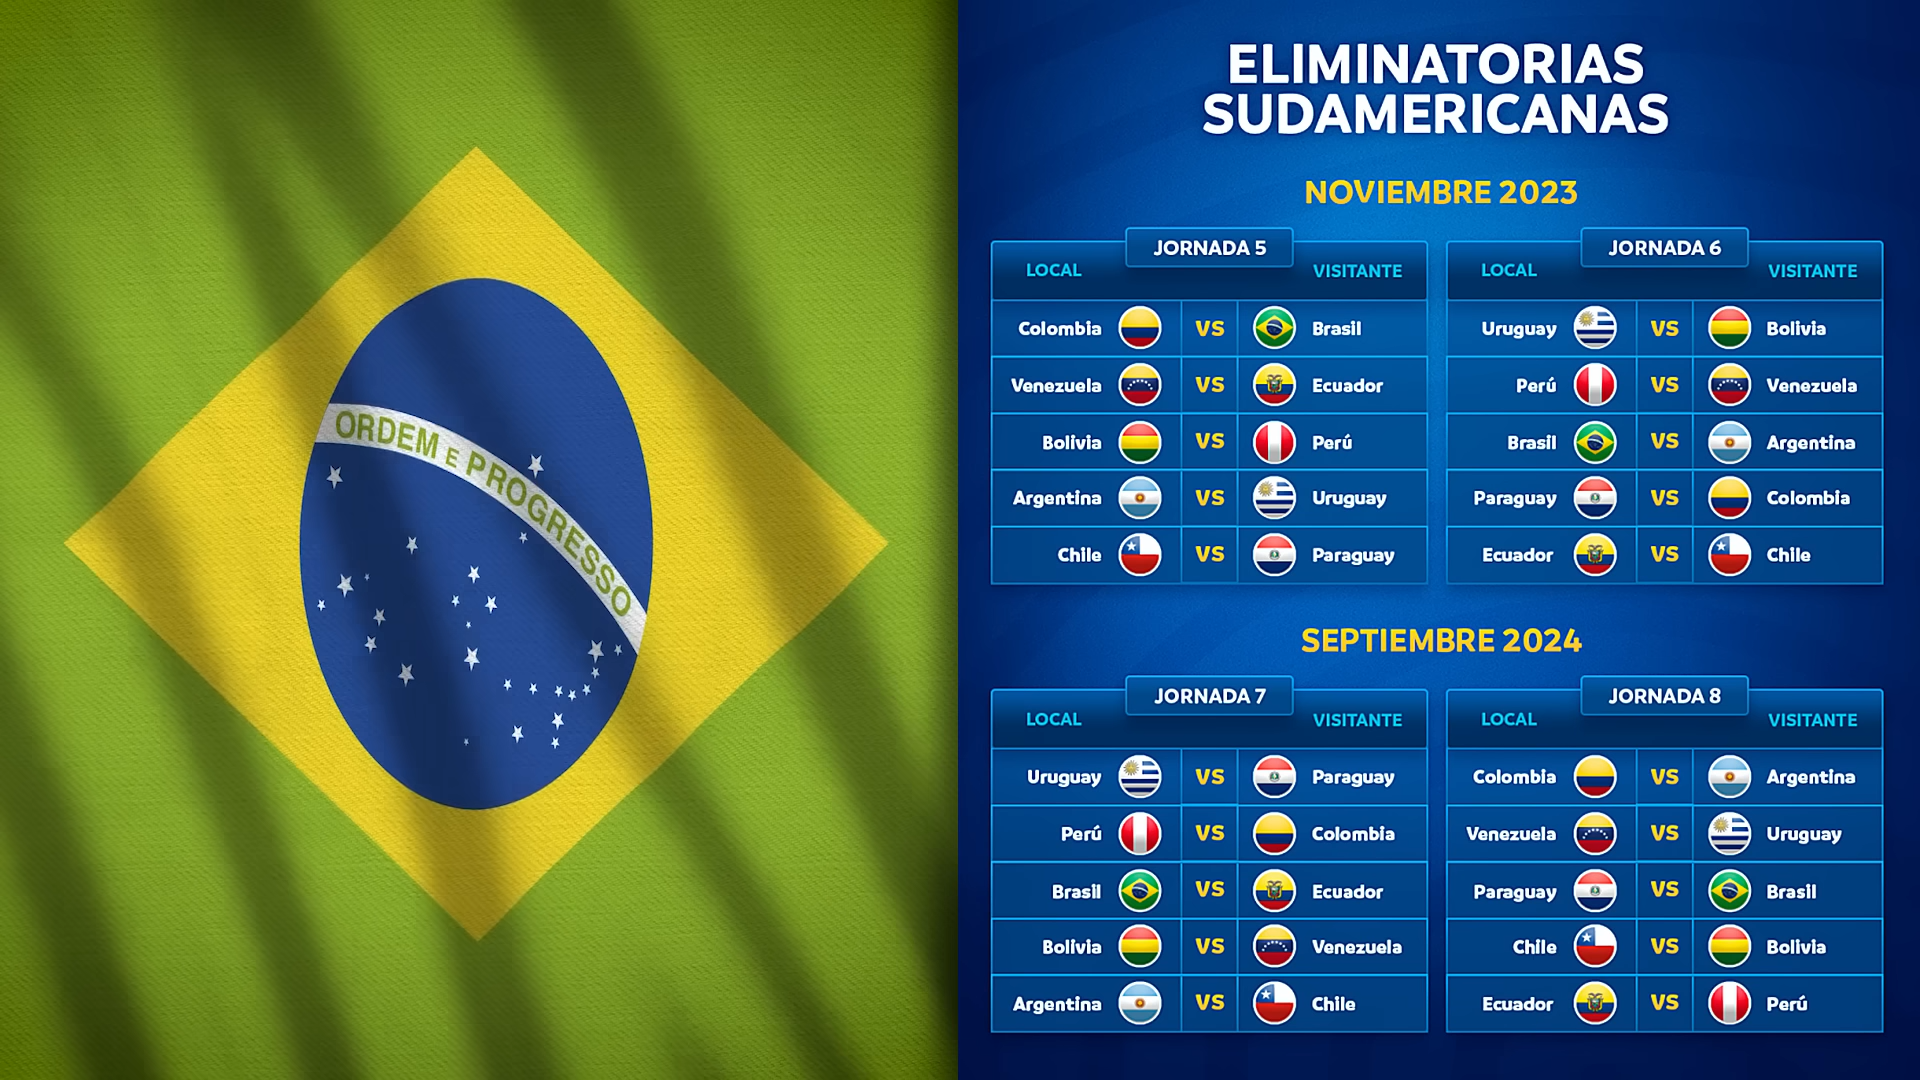 ORDEM E PROGRESSO
ELIMINATORIAS
SUDAMERICANAS
NOVIEMBRE 2023
JORNADA 5
LOCAL VISITANTE
Colombia VS Brasil
Venezuela VS Ecuador
Bolivia VS Perú
Argentina VS Uruguay
Chile VS Paraguay
JORNADA 6
LOCAL VISITANTE
Uruguay VS Bolivia
Perú VS Venezuela
Brasil VS Argentina
Paraguay VS Colombia
Ecuador VS Chile
SEPTIEMBRE 2024
JORNADA 7
LOCAL VISITANTE
Uruguay VS Paraguay
Perú VS Colombia
Brasil VS Ecuador
Bolivia VS Venezuela
Argentina VS Chile
JORNADA 8
LOCAL VISITANTE
Colombia VS Argentina
Venezuela VS Uruguay
Paraguay VS Brasil
Chile VS Bolivia
Ecuador VS Perú